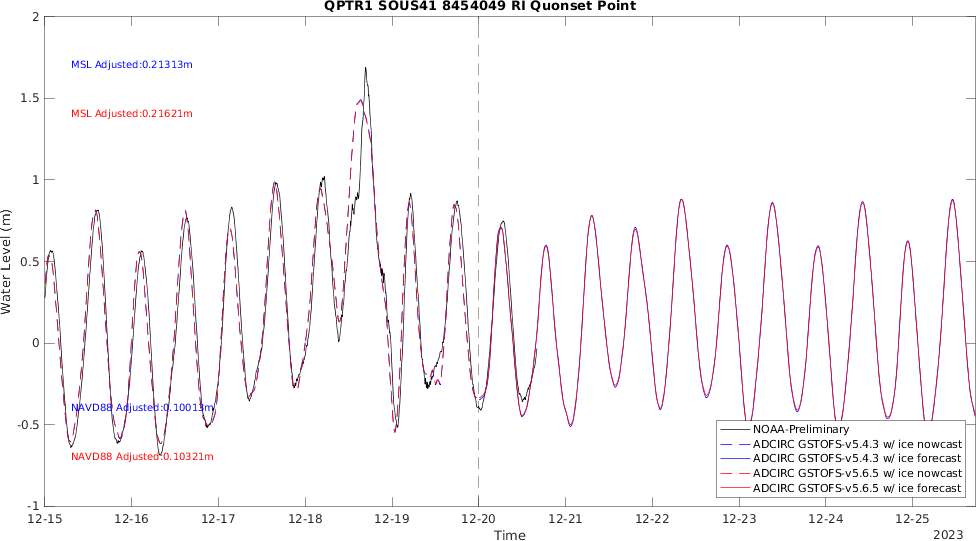 QPTR1 SOUS41 8454049 RI Quonset Point
2
1.5
1
0.5
0
-0.5
-1
Water Level (m)
MSL Adjusted:0.21313m
MSL Adjusted:0.21621m
NAVD88 Adjusted:0.10013m
NAVD88 Adjusted:0.10321m
NOAA-Preliminary
ADCIRC GSTOFS-v5.4.3 w/ ice nowcast
ADCIRC GSTOFS-v5.4.3 w/ ice forecast
ADCIRC GSTOFS-v5.6.5 w/ ice nowcast
ADCIRC GSTOFS-v5.6.5 w/ ice forecast
12-15 12-16 12-17 12-18 12-19 12-20 12-21 12-22 12-23 12-24 12-25
Time
2023